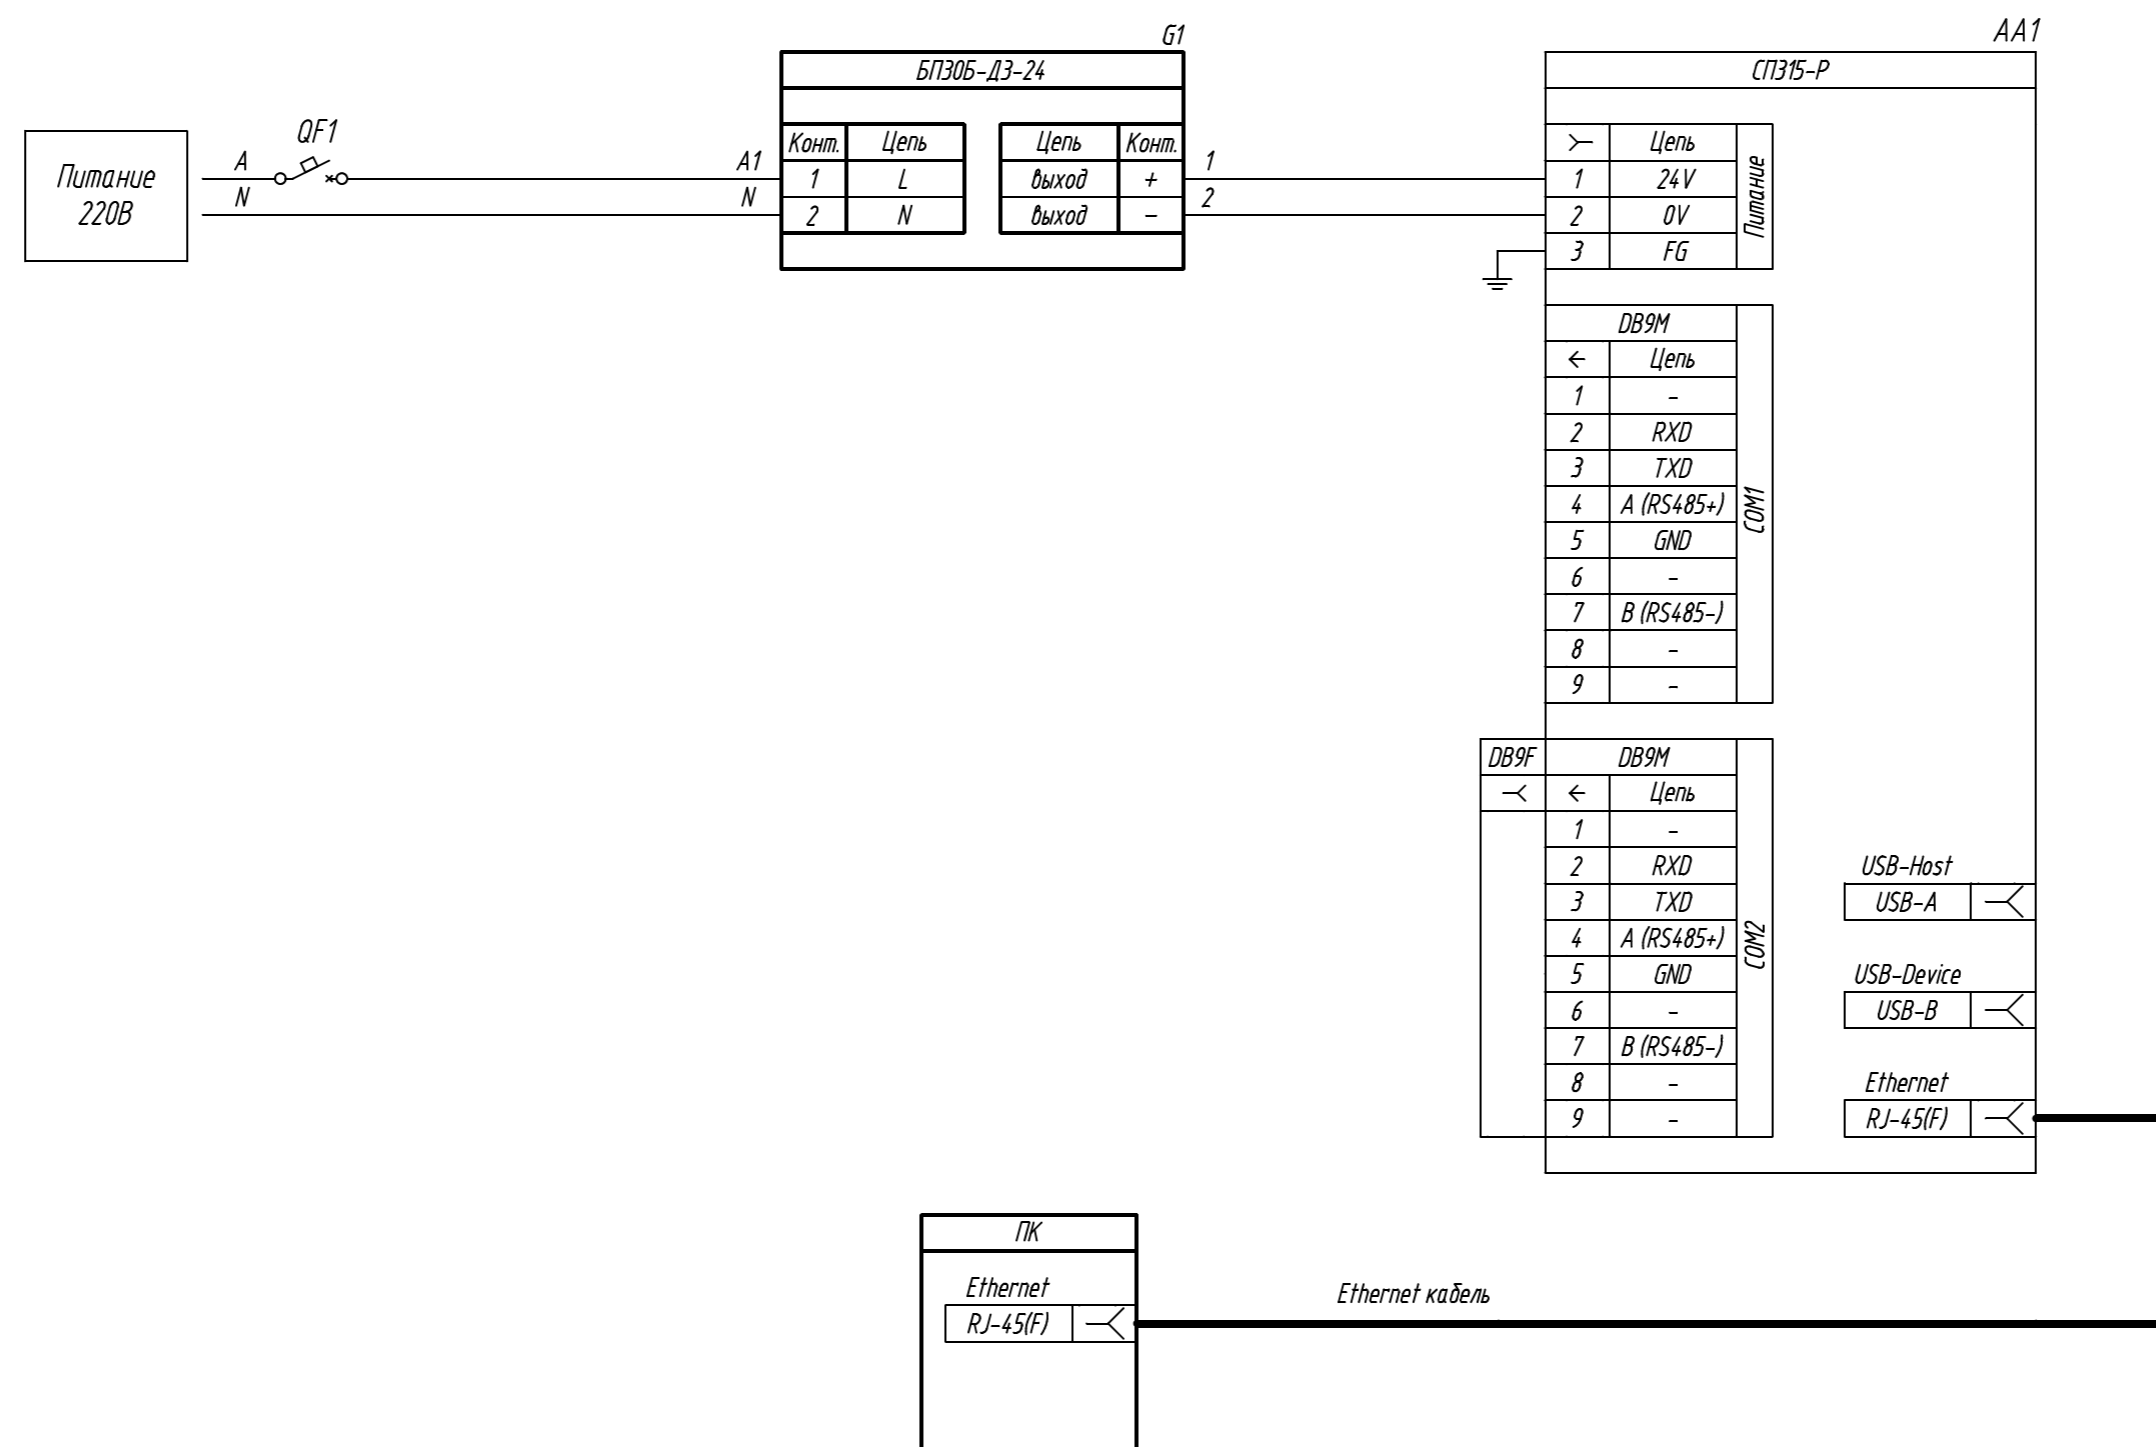 G1
БП30Б-Д3-24
Конт. Цепь Цепь Конт.
1 L выход +
2 N выход –
Питание
220В
QF1
A A1
N N
1
2
AA1
СП315-Р
Цепь
1 24V
2 0V
3 FG
Питание
DB9M
Цепь
1 -
2 RXD
3 TXD
4 A (RS485+)
5 GND
6 -
7 B (RS485-)
8 -
9 -
COM1
DB9F DB9M
Цепь
1 -
2 RXD
3 TXD
4 A (RS485+)
5 GND
6 -
7 B (RS485-)
8 -
9 -
COM2
USB-Host
USB-A
USB-Device
USB-B
Ethernet
RJ-45(F)
ПК
Ethernet
RJ-45(F)
Ethernet кабель